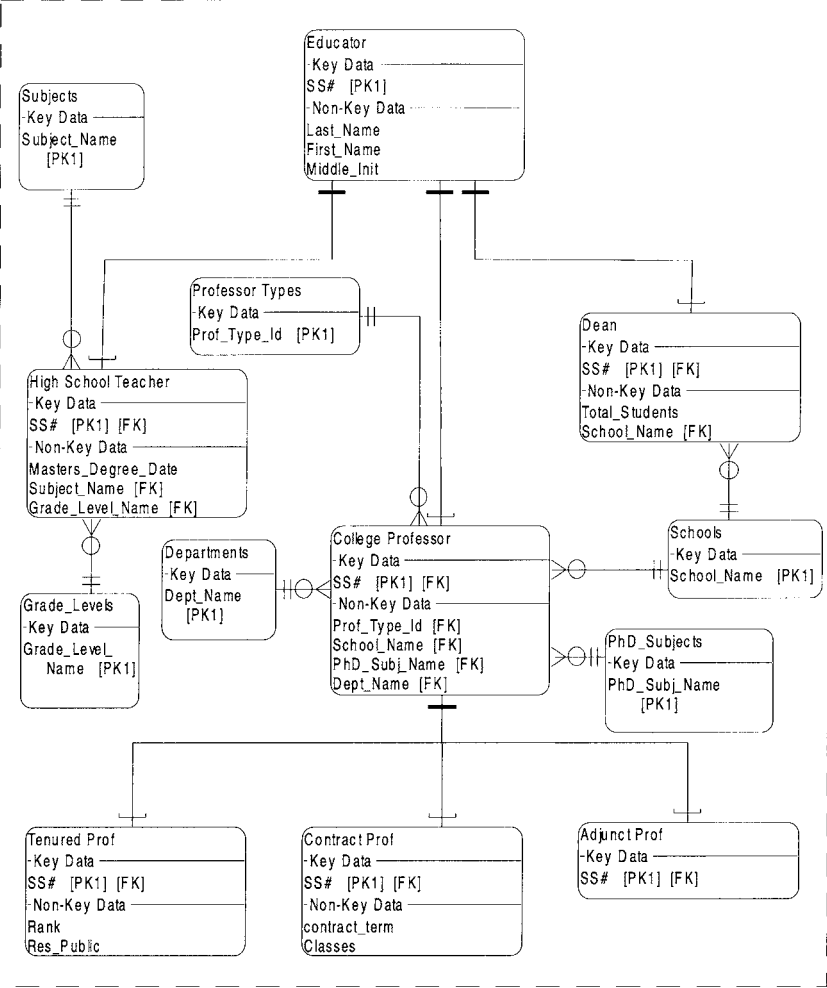 Educator
-Key Data
SS# [PK1]
-Non-Key Data
Last_Name
First_Name
Middle_Init
Subjects
-Key Data
Subject_Name
[PK1]
Professor Types
-Key Data
Prof_Type_Id [PK1]
Dean
-Key Data
SS# [PK1] [FK]
-Non-Key Data
Total_Students
School_Name [FK]
High School Teacher
-Key Data
SS# [PK1] [FK]
-Non-Key Data
Masters_Degree_Date
Subject_Name [FK]
Grade_Level_Name [FK]
Departments
-Key Data
Dept_Name
[PK1]
College Professor
-Key Data
SS# [PK1] [FK]
-Non-Key Data
Prof_Type_Id [FK]
School_Name [FK]
PhD_Subj_Name [FK]
Dept_Name [FK]
Schools
-Key Data
School_Name [PK1]
Grade_Levels
-Key Data
Grade_Level_
Name [PK1]
PhD_Subjects
-Key Data
PhD_Subj_Name
[PK1]
Tenured Prof
-Key Data
SS# [PK1] [FK]
-Non-Key Data
Rank
Res_Public
Contract Prof
-Key Data
SS# [PK1] [FK]
-Non-Key Data
contract_term
Classes
Adjunct Prof
-Key Data
SS# [PK1] [FK]